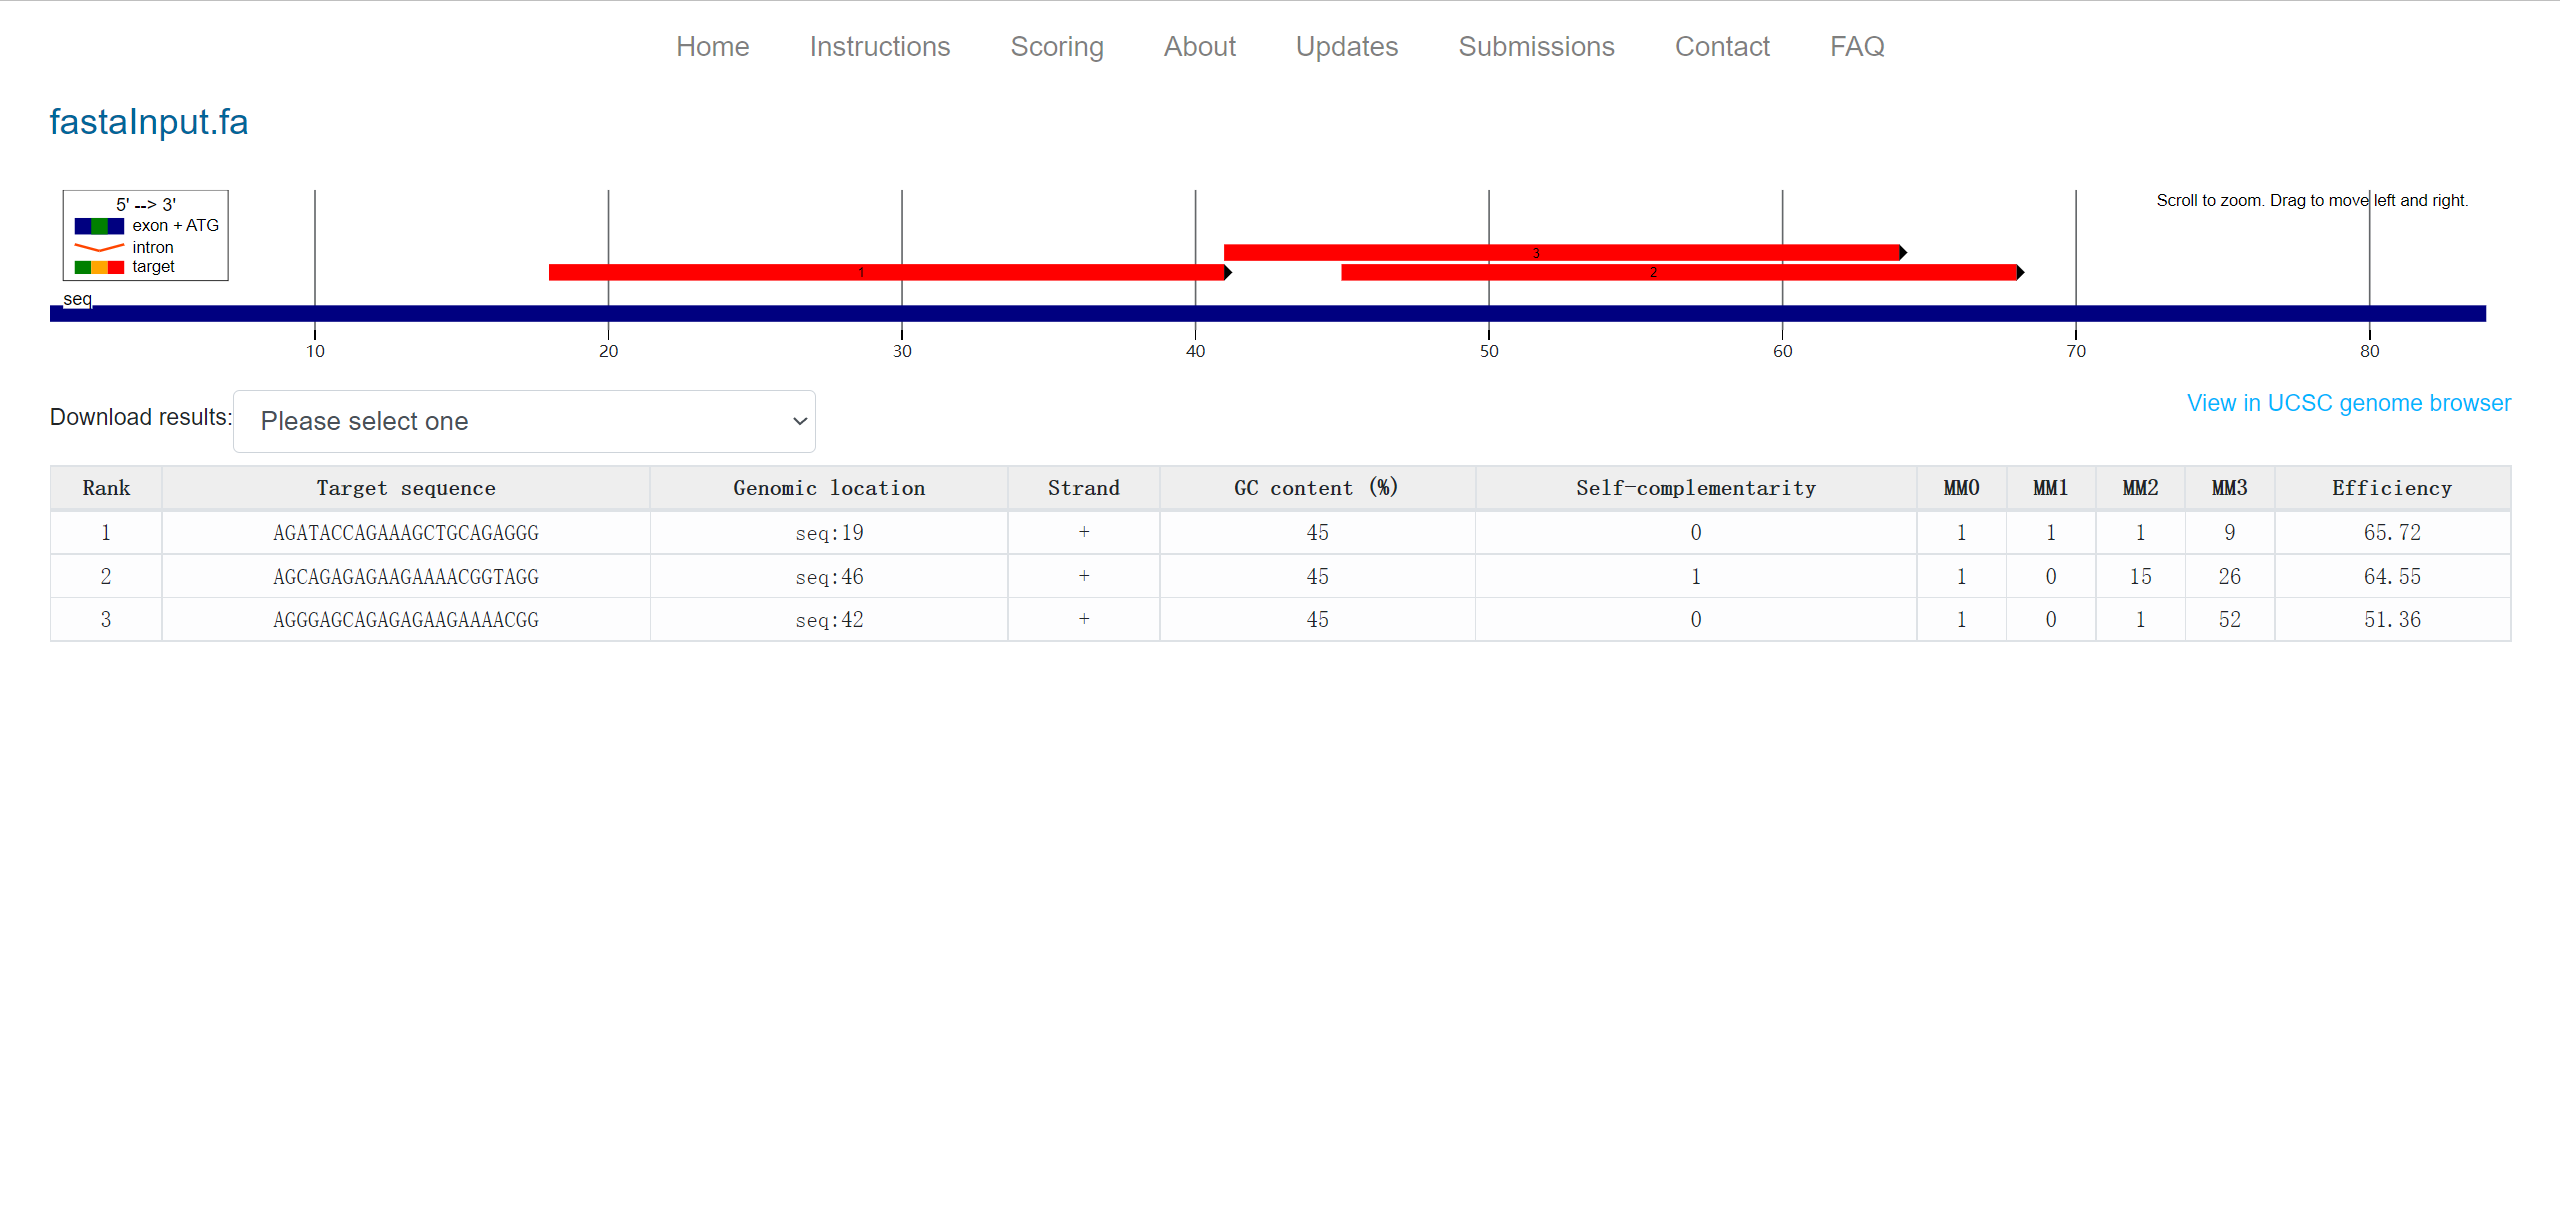 Home Instructions Scoring About Updates Submissions Contact FAQ
fastaInput.fa
5' --> 3'
exon + ATG
intron
target
Scroll to zoom. Drag to move left and right.
3
1 2
seq
10 20 30 40 50 60 70 80
Download results: Please select one
View in UCSC genome browser
Rank Target sequence Genomic location Strand GC content (%) Self-complementarity MM0 MM1 MM2 MM3 Efficiency
1 AGATACCAGAAAGCTGCAGAGGG seq:19 + 45 0 1 1 1 9 65.72
2 AGCAGAGAGAAGAAAACGGTAGG seq:46 + 45 1 1 0 15 26 64.55
3 AGGGAGCAGAGAGAAGAAAACGG seq:42 + 45 0 1 0 1 52 51.36